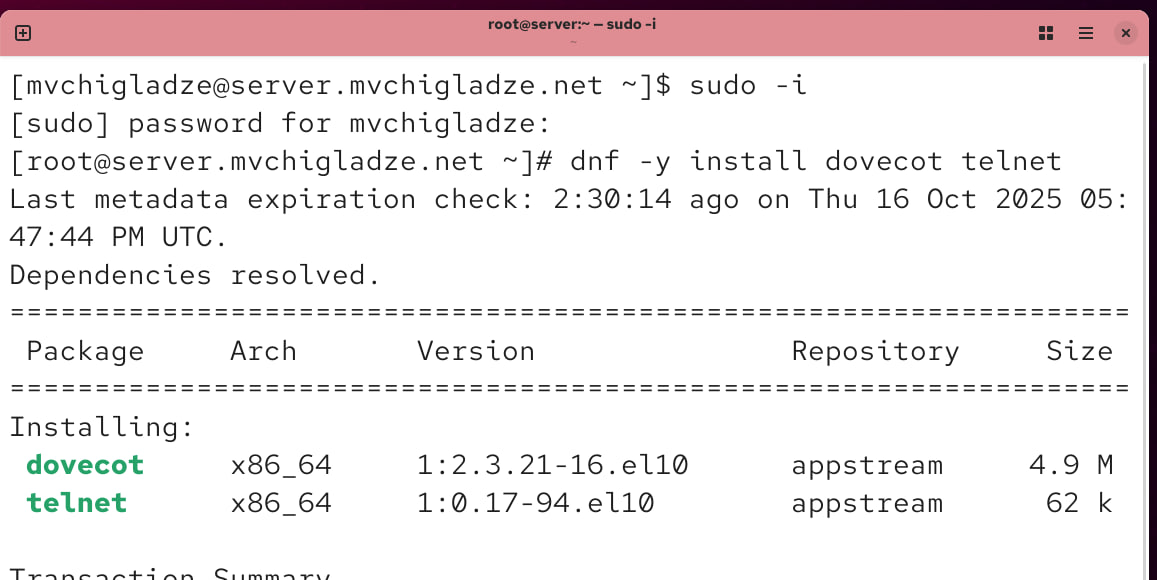 root@server:~ — sudo -i
~
[mvchigladze@server.mvchigladze.net ~]$ sudo -i
[sudo] password for mvchigladze:
[root@server.mvchigladze.net ~]# dnf -y install dovecot telnet
Last metadata expiration check: 2:30:14 ago on Thu 16 Oct 2025 05:
47:44 PM UTC.
Dependencies resolved.
==================================================================
Package Arch Version Repository Size
==================================================================
Installing:
dovecot x86_64 1:2.3.21-16.el10 appstream 4.9 M
telnet x86_64 1:0.17-94.el10 appstream 62 k
Transaction Summary